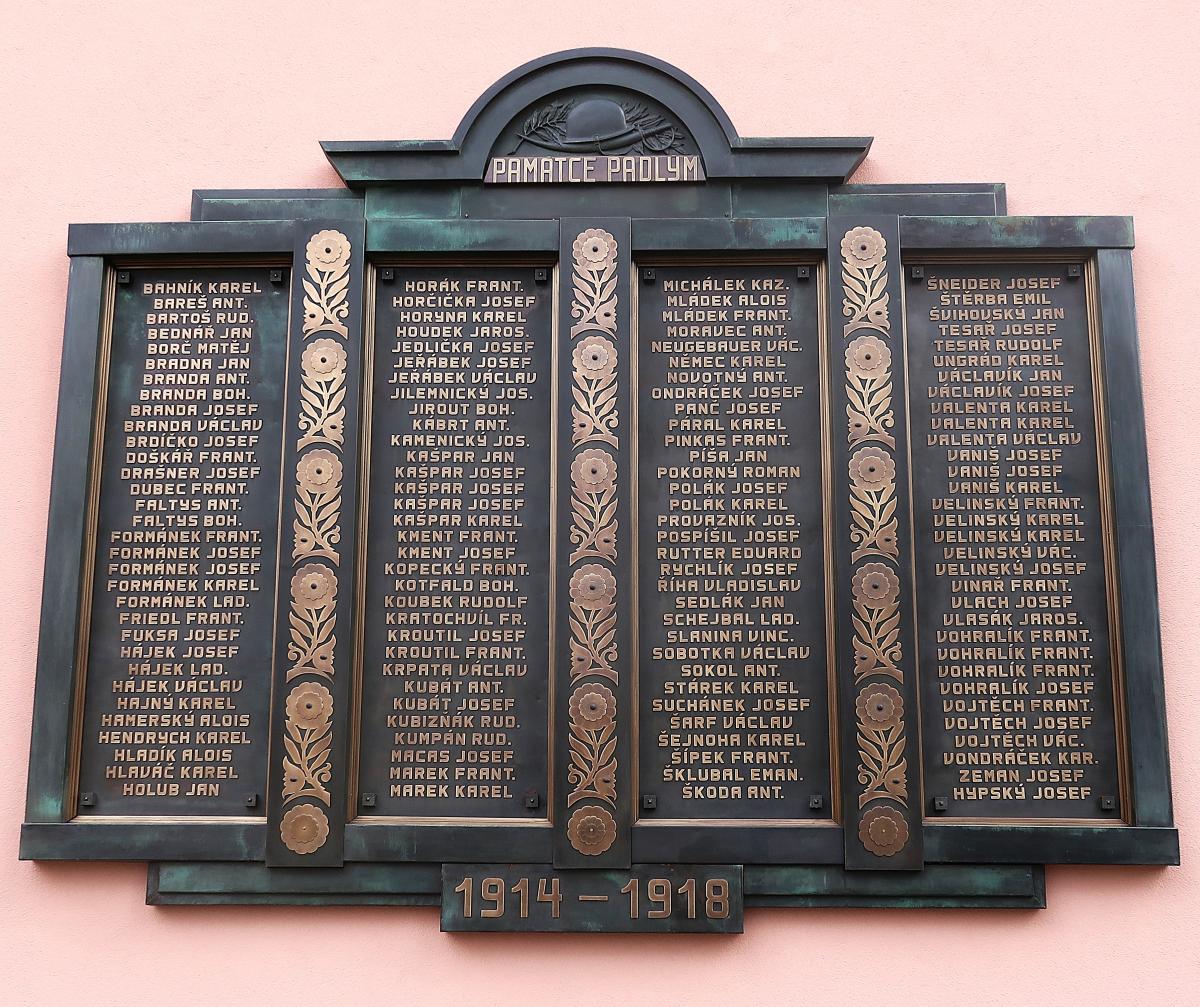 PAMATCE PADLÝM
BAHNÍK KAREL
BAREŠ ANT.
BARTOŠ RUD.
BEDNÁŘ JAN
BORČ MATĚJ
BRADNA JAN
BRANDA ANT.
BRANDA BOH.
BRANDA JOSEF
BRANDA VÁCLAV
BRDÍČKO JOSEF
DOŠKÁŘ FRANT.
DRAŠNER JOSEF
DUBEC FRANT.
FALTYS ANT.
FALTYS BOH.
FORMÁNEK FRANT.
FORMÁNEK JOSEF
FORMÁNEK JOSEF
FORMÁNEK KAREL
FORMÁNEK LAD.
FRIEDL FRANT.
FUKSA JOSEF
HÁJEK JOSEF
HÁJEK LAD.
HÁJEK VÁCLAV
HAJNÝ KAREL
HAMERSKÝ ALOIS
HENDRYCH KAREL
HLADÍK ALOIS
HLAVÁČ KAREL
HOLUB JAN
HORÁK FRANT.
HORČIČKA JOSEF
HORYNA KAREL
HOUDEK JAROS.
JEDLIČKA JOSEF
JEŘÁBEK JOSEF
JEŘÁBEK VÁCLAV
JILEMNICKÝ JOS.
JIROUT BOH.
KÁBRT ANT.
KAMENICKÝ JOS.
KAŠPAR JAN
KAŠPAR JOSEF
KAŠPAR JOSEF
KAŠPAR JOSEF
KAŠPAR KAREL
KMENT FRANT.
KMENT JOSEF
KOPECKÝ FRANT.
KOTFALD BOH.
KOUBEK RUDOLF
KRATOCHVÍL FR.
KROUTIL JOSEF
KROUTIL FRANT.
KRPATA VÁCLAV
KUBÁT ANT.
KUBÁT JOSEF
KUBIZŇÁK RUD.
KUMPÁN RUD.
MACAS JOSEF
MAREK FRANT.
MAREK KAREL
MICHÁLEK KAZ.
MLÁDEK ALOIS
MLÁDEK FRANT.
MORAVEC ANT.
NEUGEBAUER VÁC.
NĚMEC KAREL
NOVOTNÝ ANT.
ONDRÁČEK JOSEF
PANČ JOSEF
PÁRAL KAREL
PINKAS FRANT.
PÍŠA JAN
POKORNÝ ROMAN
POLÁK JOSEF
POLÁK KAREL
PROVAZNÍK JOS.
POSPÍŠIL JOSEF
RUTTER EDUARD
RYCHLÍK JOSEF
ŘÍHA VLADISLAV
SEDLÁK JAN
SCHEJBAL LAD.
SLANINA VINC.
SOBOTKA VÁCLAV
SOKOL ANT.
STÁREK KAREL
SUCHÁNEK JOSEF
ŠARF VÁCLAV
ŠEJNOHA KAREL
ŠÍPEK FRANT.
ŠKLUBAL EMAN.
ŠKODA ANT.
ŠNEIDER JOSEF
ŠTĚRBA EMIL
ŠVIHOVSKÝ JAN
TESAŘ JOSEF
TESAŘ RUDOLF
UNGRÁD KAREL
VÁCLAVÍK JAN
VÁCLAVÍK JOSEF
VALENTA KAREL
VALENTA KAREL
VALENTA VÁCLAV
VANIŠ JOSEF
VANIŠ JOSEF
VANIŠ KAREL
VELINSKÝ FRANT.
VELINSKÝ KAREL
VELINSKÝ KAREL
VELINSKÝ VÁC.
VELINSKÝ JOSEF
VINAŘ FRANT.
VLACH JOSEF
VLASÁK JAROS.
VOHRALÍK FRANT.
VOHRALÍK FRANT.
VOHRALÍK FRANT.
VOHRALÍK JOSEF
VOJTĚCH FRANT.
VOJTĚCH JOSEF
VOJTĚCH VÁC.
VONDRÁČEK KAR.
ZEMAN JOSEF
HYPSKÝ JOSEF
1914 – 1918